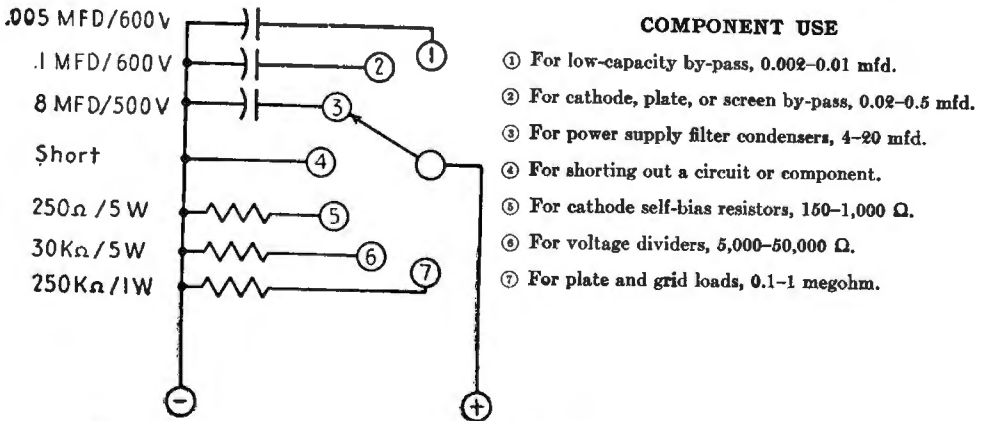 .005 MFD/600V
①
.1 MFD/600V
②
8 MFD/500V
③
Short
④
250Ω/5W
⑤
30KΩ/5W
⑥
250KΩ/1W
⑦
−
+
COMPONENT USE
① For low-capacity by-pass, 0.002–0.01 mfd.
② For cathode, plate, or screen by-pass, 0.02–0.5 mfd.
③ For power supply filter condensers, 4–20 mfd.
④ For shorting out a circuit or component.
⑤ For cathode self-bias resistors, 150–1,000 Ω.
⑥ For voltage dividers, 5,000–50,000 Ω.
⑦ For plate and grid loads, 0.1–1 megohm.